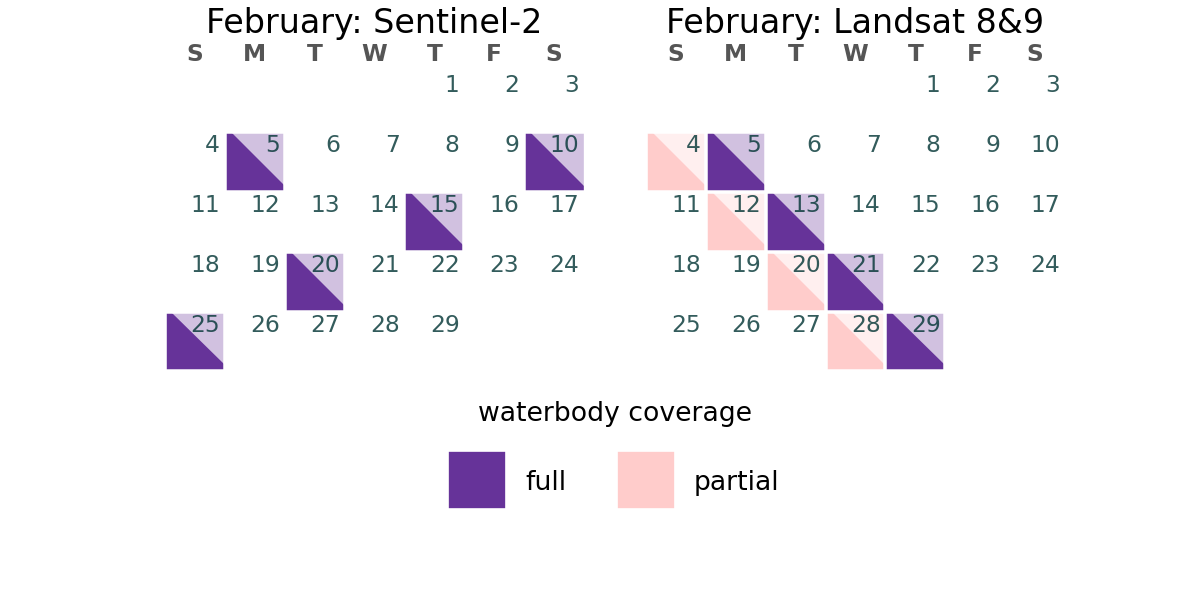 February: Sentinel-2
S M T W T F S
1 2 3
4 5 6 7 8 9 10
11 12 13 14 15 16 17
18 19 20 21 22 23 24
25 26 27 28 29
February: Landsat 8&9
S M T W T F S
1 2 3
4 5 6 7 8 9 10
11 12 13 14 15 16 17
18 19 20 21 22 23 24
25 26 27 28 29
waterbody coverage
full partial